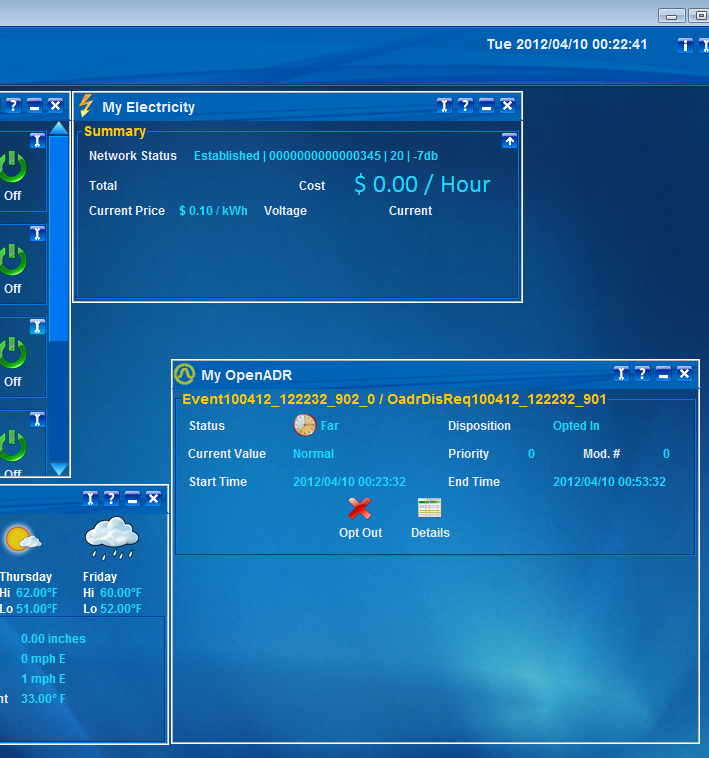 Tue 2012/04/10 00:22:41
My Electricity
Summary
Network Status Established | 0000000000000345 | 20 | -7db
Total Cost $ 0.00 / Hour
Current Price $ 0.10 / kWh Voltage Current
Off
Off
Off
Off
My OpenADR
Event100412_122232_902_0 / OadrDisReq100412_122232_901
Status Far Disposition Opted In
Current Value Normal Priority 0 Mod. # 0
Start Time 2012/04/10 00:23:32 End Time 2012/04/10 00:53:32
Opt Out Details
Thursday Friday
Hi 62.00°F Hi 60.00°F
Lo 51.00°F Lo 52.00°F
0.00 inches
0 mph E
1 mph E
nt 33.00° F